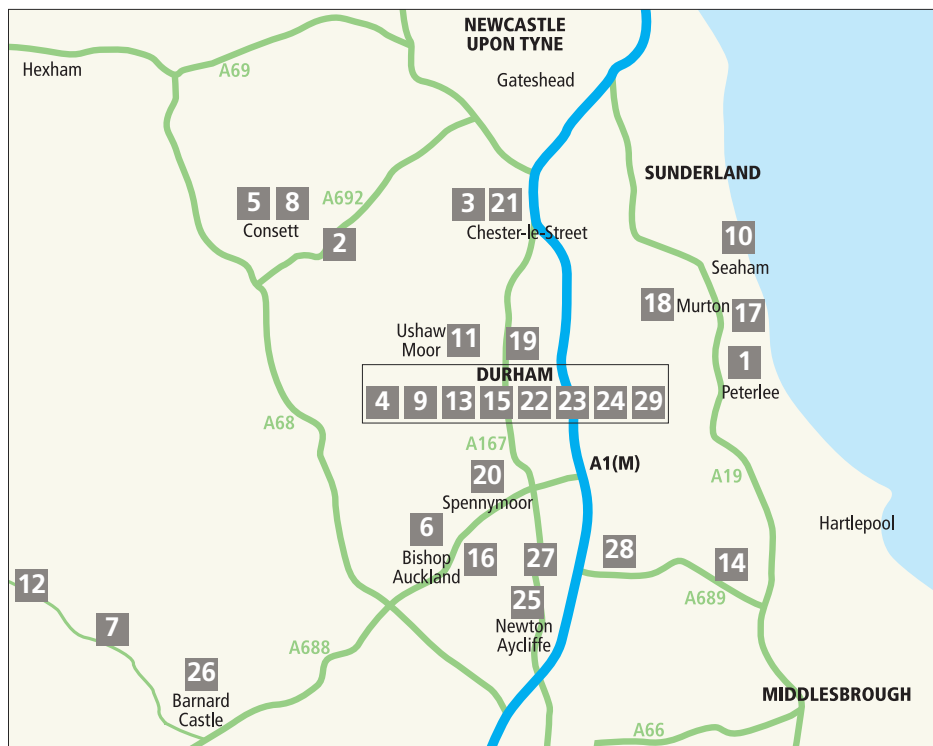 NEWCASTLE
UPON TYNE
Hexham
A69
Gateshead
SUNDERLAND
5 8
Consett
A692
2
3 21
Chester-le-Street
10
Seaham
18 Murton 17
Ushaw
Moor
11
19
1
Peterlee
DURHAM
4 9 13 15 22 23 24 29
A68
A167
A1(M)
20
Spennymoor
A19
Hartlepool
6
Bishop
Auckland
16
27
28
14
A689
12
7
25
Newton
Aycliffe
A688
26
Barnard
Castle
MIDDLESBROUGH
A66